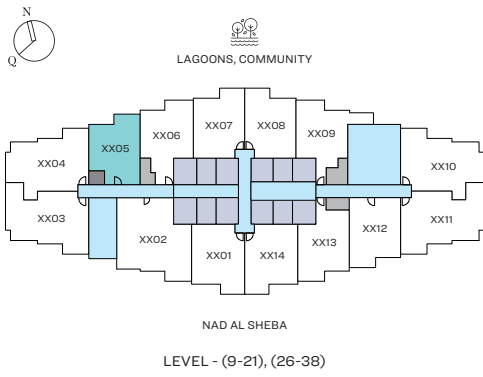 N
Q
LAGOONS, COMMUNITY
XX07 XX08
XX06 XX09
XX05
XX04 XX10
XX03 XX11
XX02 XX12
XX13
XX01 XX14
NAD AL SHEBA
LEVEL - (9-21), (26-38)